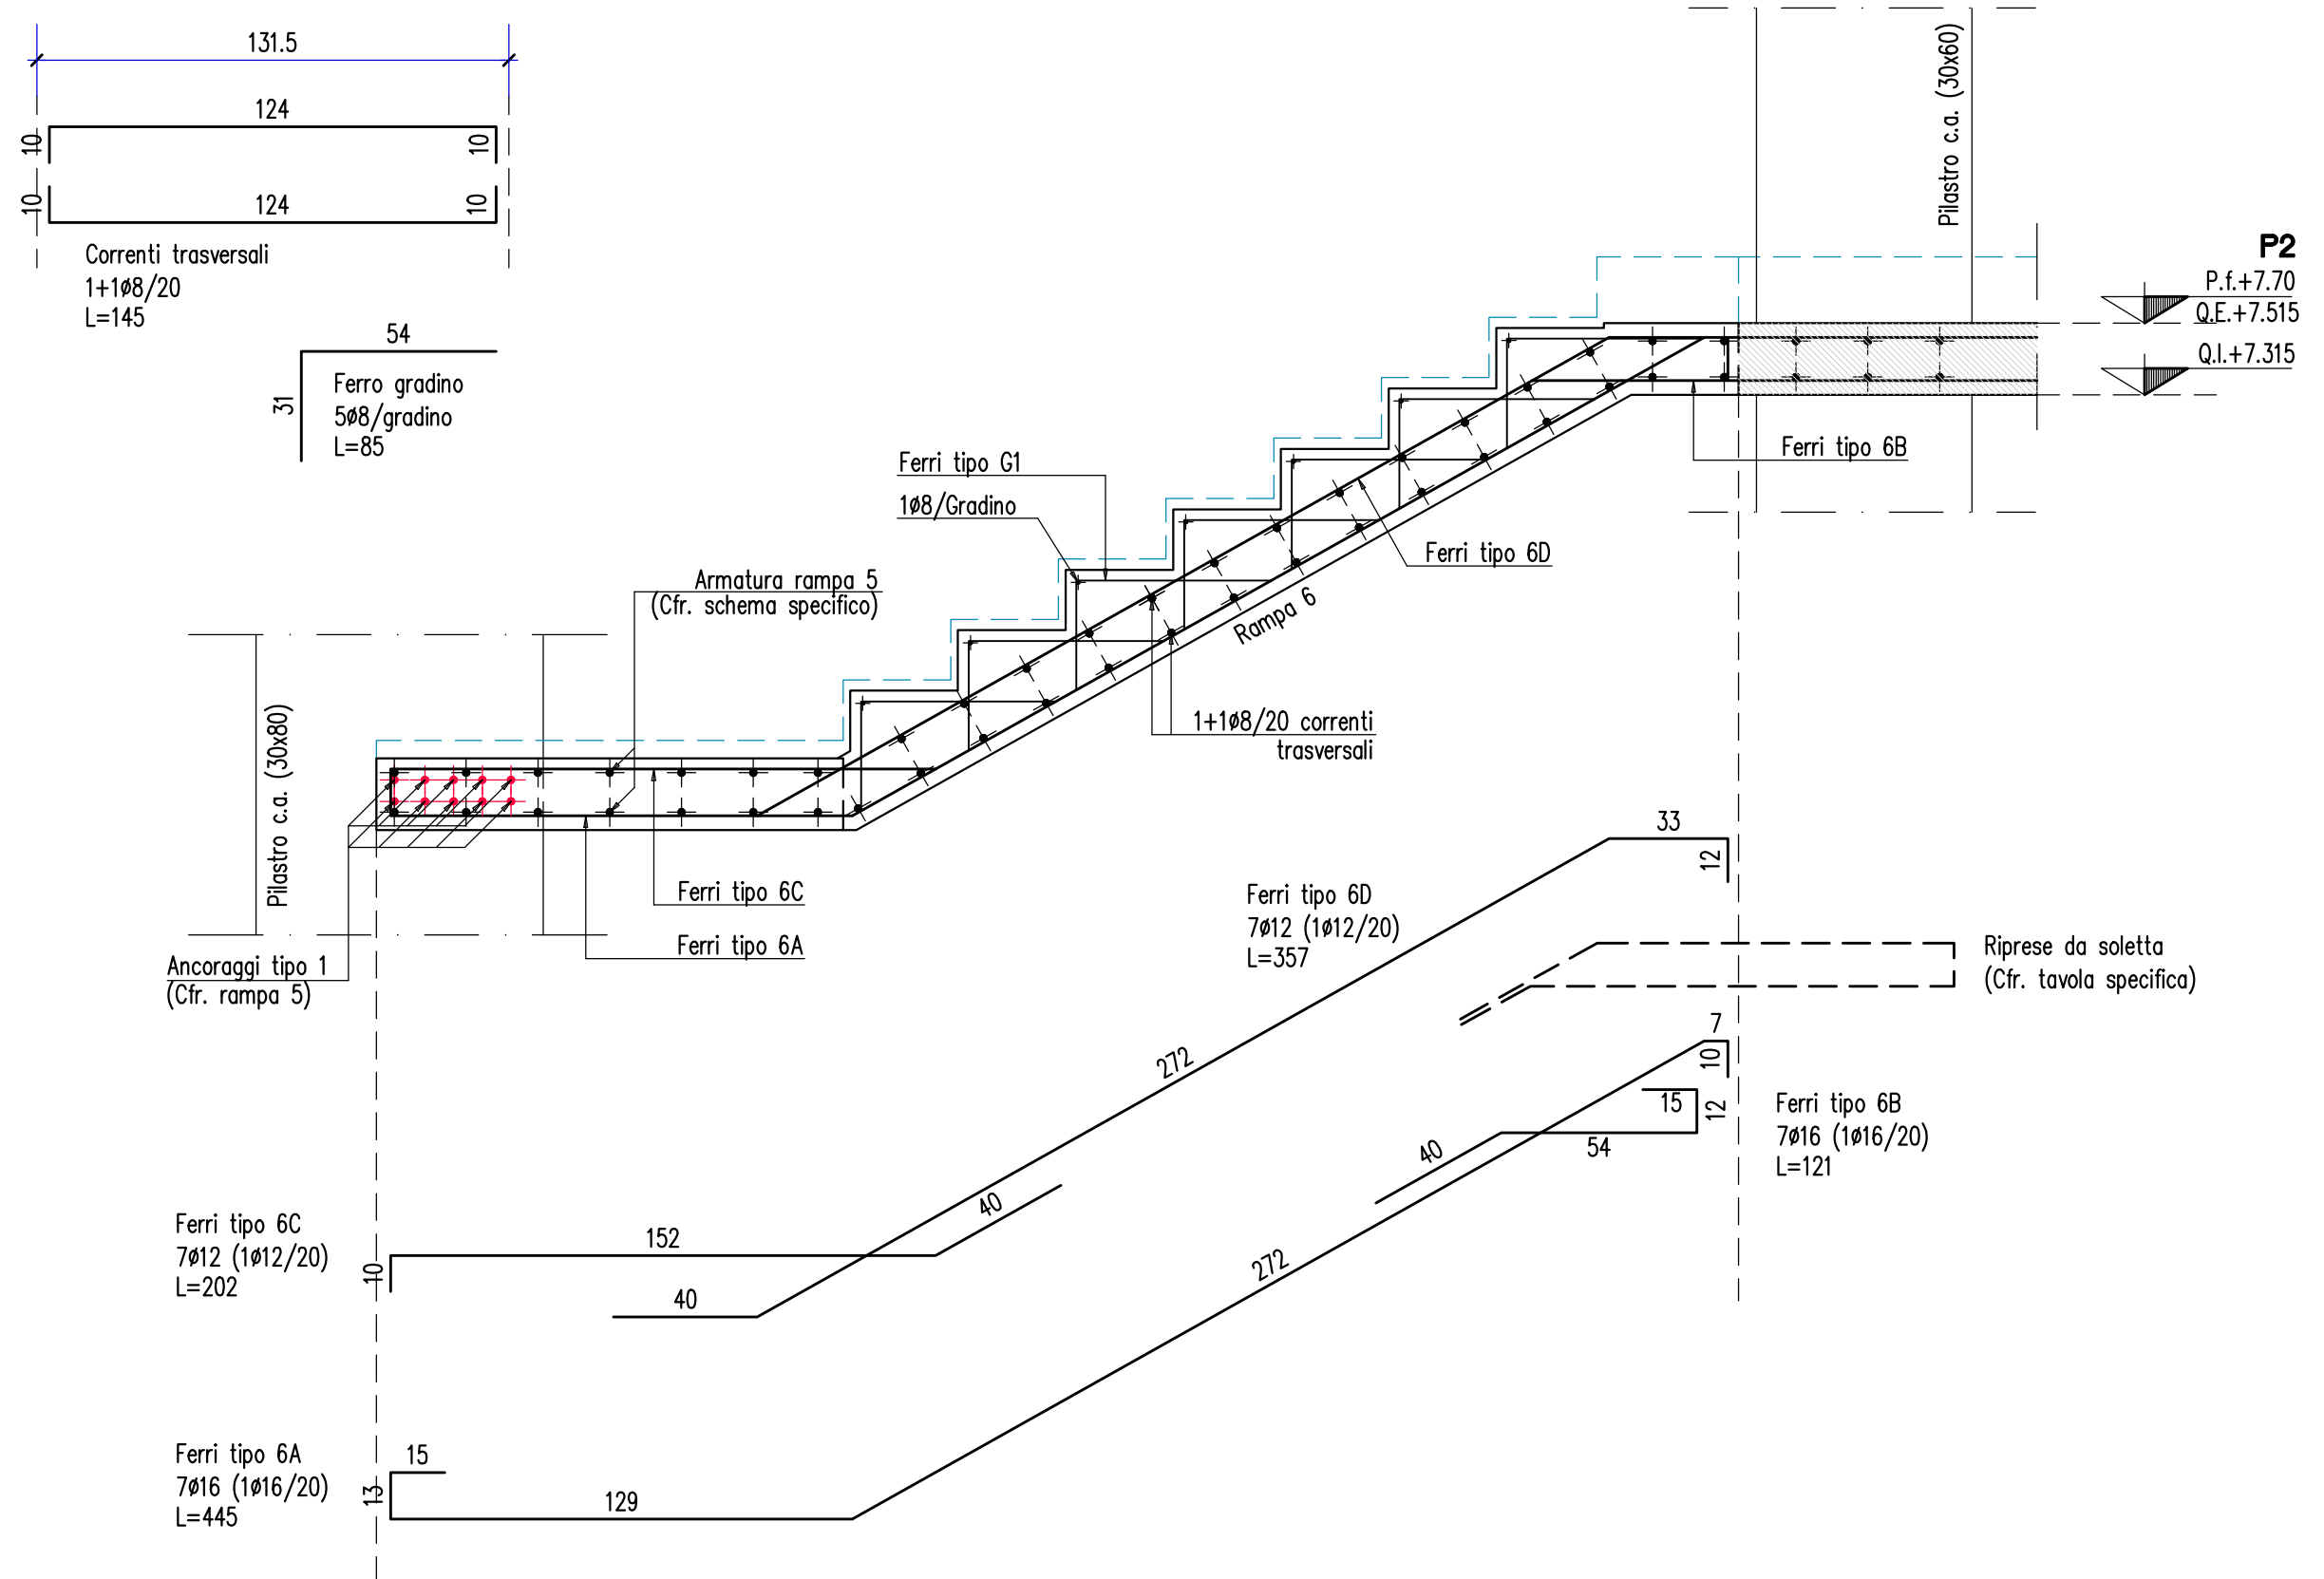 131.5
124
10
10
10
124
10
Correnti trasversali
1+1ø8/20
L=145
54
31
Ferro gradino
5ø8/gradino
L=85
Pilastro c.a. (30x60)
P2
P.f.+7.70
Q.E.+7.515
Q.I.+7.315
Ferri tipo 6B
Ferri tipo G1
1ø8/Gradino
Ferri tipo 6D
Armatura rampa 5
(Cfr. schema specifico)
Rampa 6
1+1ø8/20 correnti
trasversali
Pilastro c.a. (30x80)
Ferri tipo 6C
Ferri tipo 6A
Ancoraggi tipo 1
(Cfr. rampa 5)
33
12
Ferri tipo 6D
7ø12 (1ø12/20)
L=357
272
Riprese da soletta
(Cfr. tavola specifica)
7
10
15
12
40
54
Ferri tipo 6B
7ø16 (1ø16/20)
L=121
Ferri tipo 6C
7ø12 (1ø12/20)
L=202
10
152
40
40
272
Ferri tipo 6A
7ø16 (1ø16/20)
L=445
15
13
129